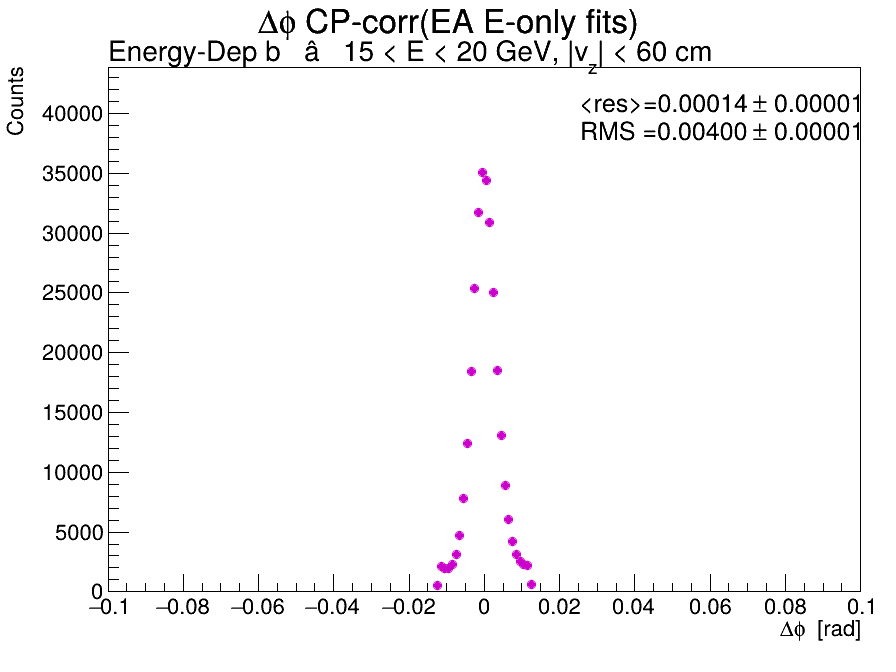 Δϕ CP-corr(EA E-only fits)
Energy-Dep b â 15 < E < 20 GeV, |v_z| < 60 cm
<res>=0.00014 ± 0.00001
RMS =0.00400 ± 0.00001
Counts
40000
35000
30000
25000
20000
15000
10000
5000
0
−0.1 −0.08 −0.06 −0.04 −0.02 0 0.02 0.04 0.06 0.08 0.1
Δϕ [rad]